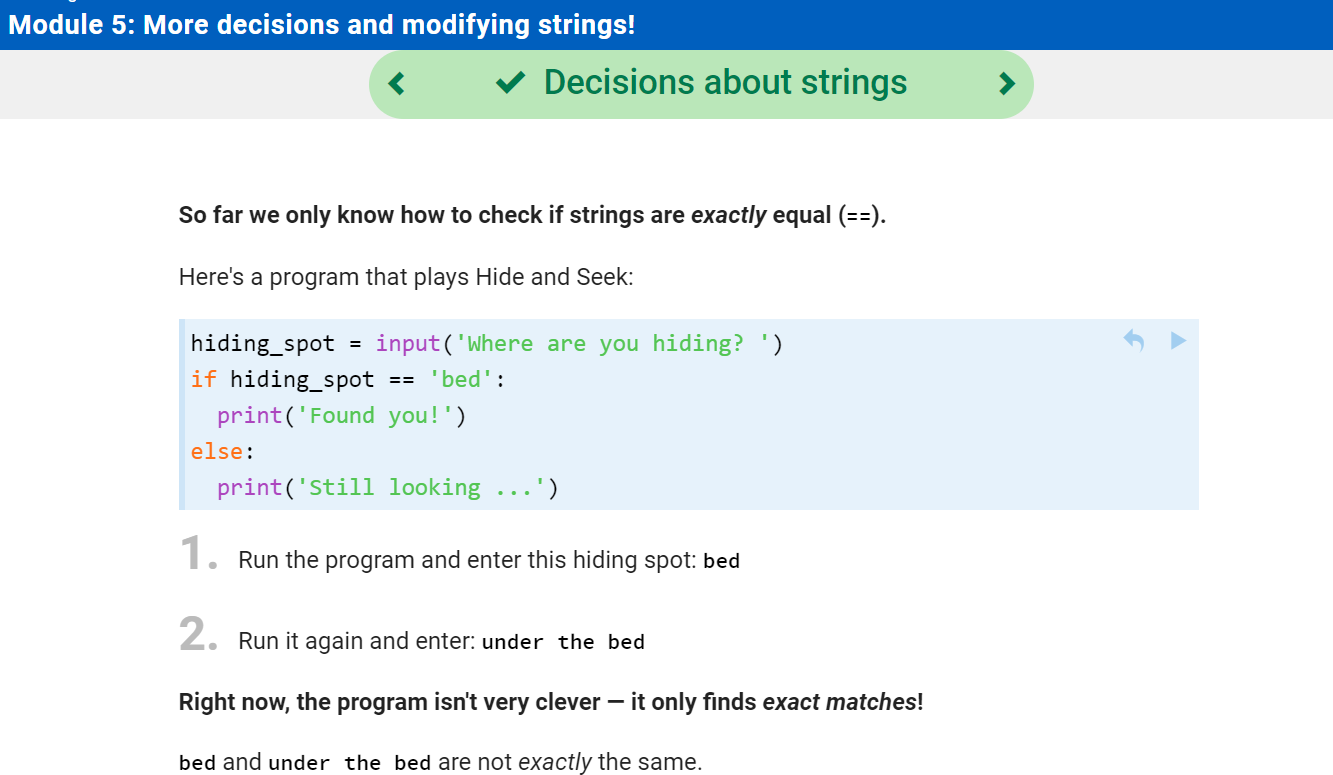 Module 5: More decisions and modifying strings!
Decisions about strings
So far we only know how to check if strings are exactly equal (==).
Here's a program that plays Hide and Seek:
hiding_spot = input('Where are you hiding? ')
if hiding_spot == 'bed':
  print('Found you!')
else:
  print('Still looking ...')
1. Run the program and enter this hiding spot: bed
2. Run it again and enter: under the bed
Right now, the program isn't very clever — it only finds exact matches!
bed and under the bed are not exactly the same.